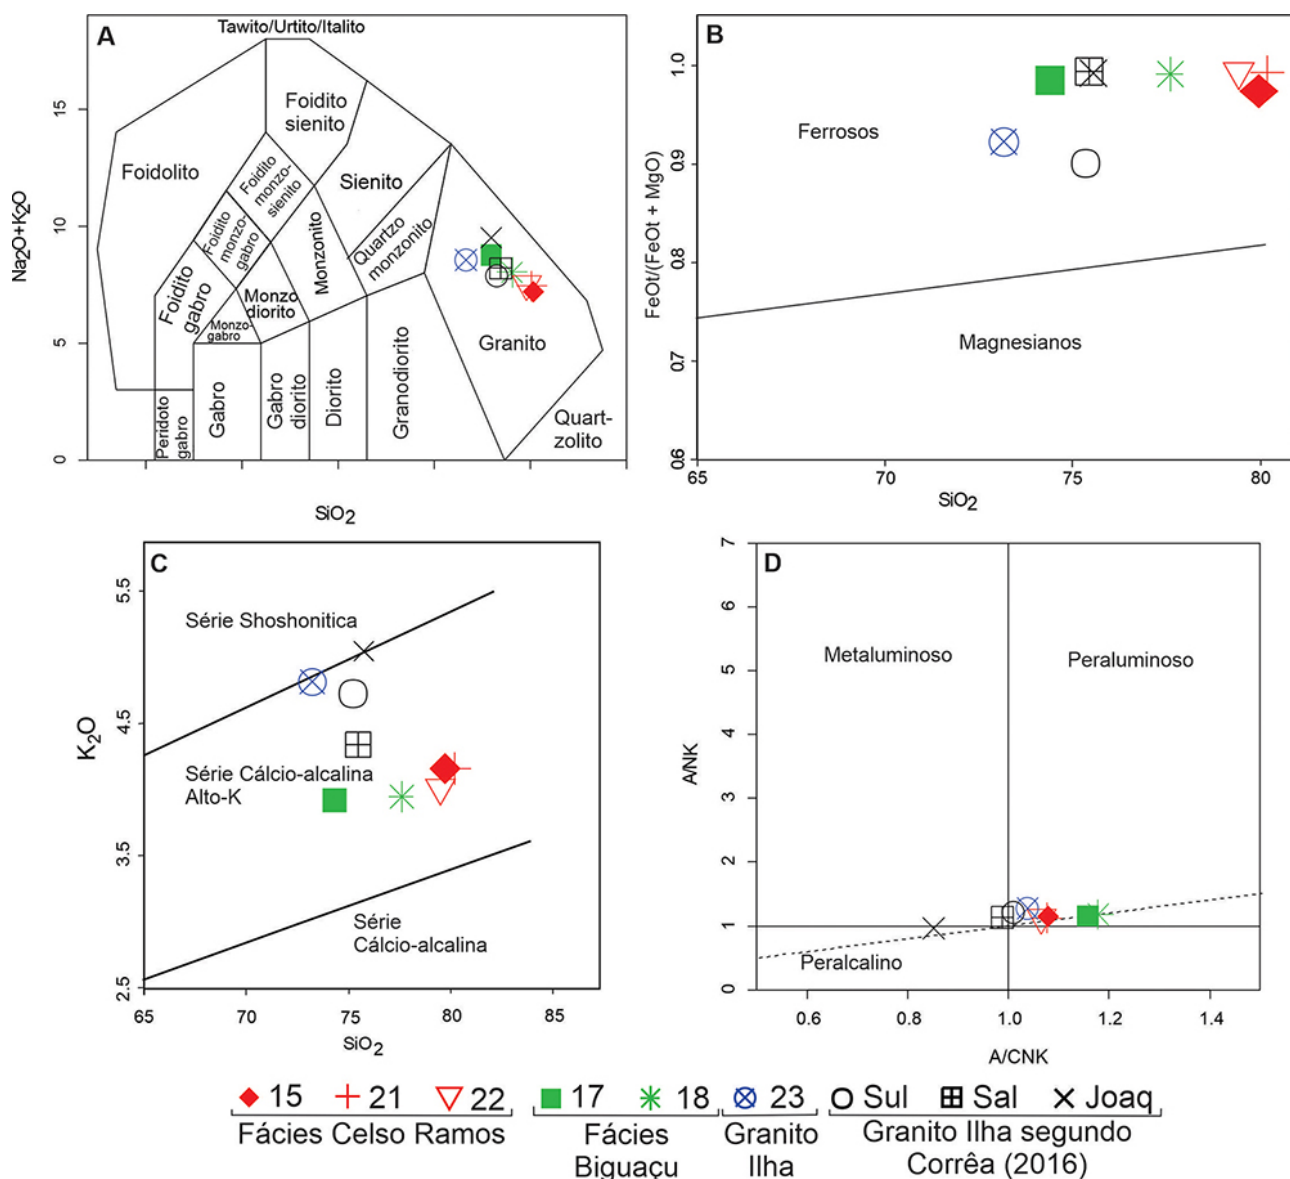 A
Tawito/Urtito/Italito
Foidito
sienito
Foidolito
Foidito
monzo-
sienito
Sienito
Foidito
monzo-
gabro
Quartzo
monzonito
Monzonito
Foidito
gabro
Monzo
diorito
Monzo-
gabro
Granito
Peridoto
gabro
Gabro
Gabro
diorito
Diorito
Granodiorito
Quart-
zolito
Na2O+K2O
0
5
10
15
SiO2
B
Ferrosos
Magnesianos
FeOt/(FeOt + MgO)
0.6
0.7
0.8
0.9
1.0
65
70
75
80
SiO2
C
Série Shoshonitica
Série Cálcio-alcalina
Alto-K
Série
Cálcio-alcalina
K2O
2.5
3.5
4.5
5.5
65
70
75
80
85
SiO2
D
Metaluminoso
Peraluminoso
Peralcalino
A/NK
0
1
2
3
4
5
6
7
0.6
0.8
1.0
1.2
1.4
A/CNK
15 21 22 17 18 23 Sul Sal Joaq
Fácies Celso Ramos
Fácies
Biguaçu
Granito
Ilha
Granito Ilha segundo
Corrêa (2016)